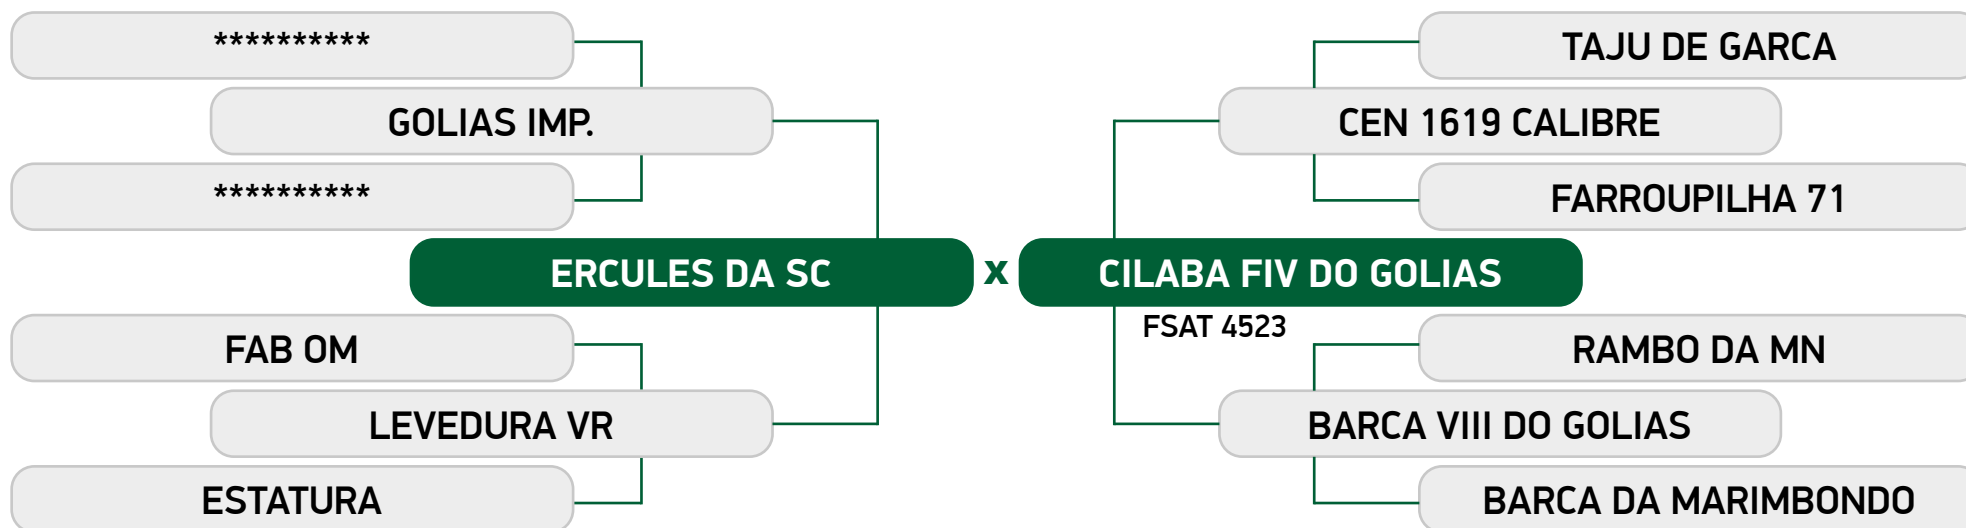 **********
GOLIAS IMP.
**********
ERCULES DA SC
FAB OM
LEVEDURA VR
ESTATURA
x
TAJU DE GARCA
CEN 1619 CALIBRE
FARROUPILHA 71
CILABA FIV DO GOLIAS
FSAT 4523
RAMBO DA MN
BARCA VIII DO GOLIAS
BARCA DA MARIMBONDO